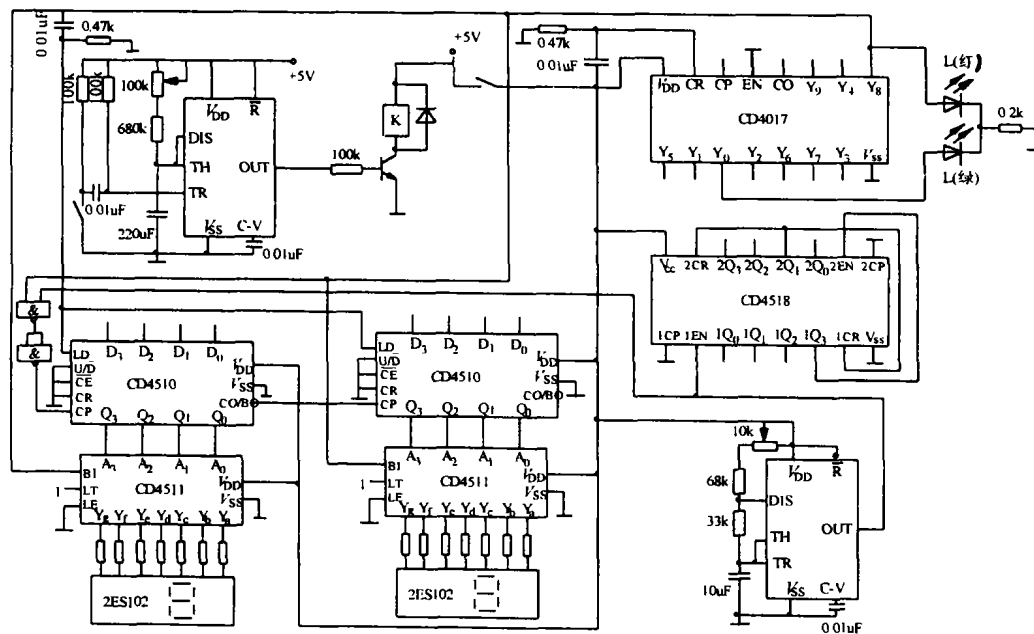 0 01uF
0.47k
100k
100k
100k
680k
+5V
VDD
R
DIS
TH
TR
OUT
VSS
C-V
0 01uF
220uF
0 01uF
100k
K
+5V
0.47k
0 01uF
VDD
CR
CP
EN
CO
Y9
Y4
Y8
CD4017
Y5
Y1
Y0
Y2
Y6
Y7
Y3
Vss
L(红)
L(绿)
0 2k
Vcc
2CR
2Q3
2Q2
2Q1
2Q0
2EN
2CP
CD4518
1CP
1EN
1Q0
1Q1
1Q2
1Q3
1CR
Vss
&
&
D3
D2
D1
D0
LD
U/D
CE
CR
CP
CD4510
VDD
VSS
CO/BO
Q3
Q2
Q1
Q0
D3
D2
D1
D0
LD
U/D
CE
CR
CP
CD4510
VDD
VSS
CO/BO
Q3
Q2
Q1
Q0
A3
A2
A1
A0
BI
LT
LE
1
CD4511
VDD
VSS
Yg
Yf
Ye
Yd
Yc
Yb
Ya
2ES102
A3
A2
A1
A0
BI
LT
LE
1
CD4511
VDD
VSS
Yg
Yf
Ye
Yd
Yc
Yb
Ya
2ES102
10k
68k
33k
VDD
R
DIS
TH
TR
OUT
VSS
C-V
10uF
0 01uF